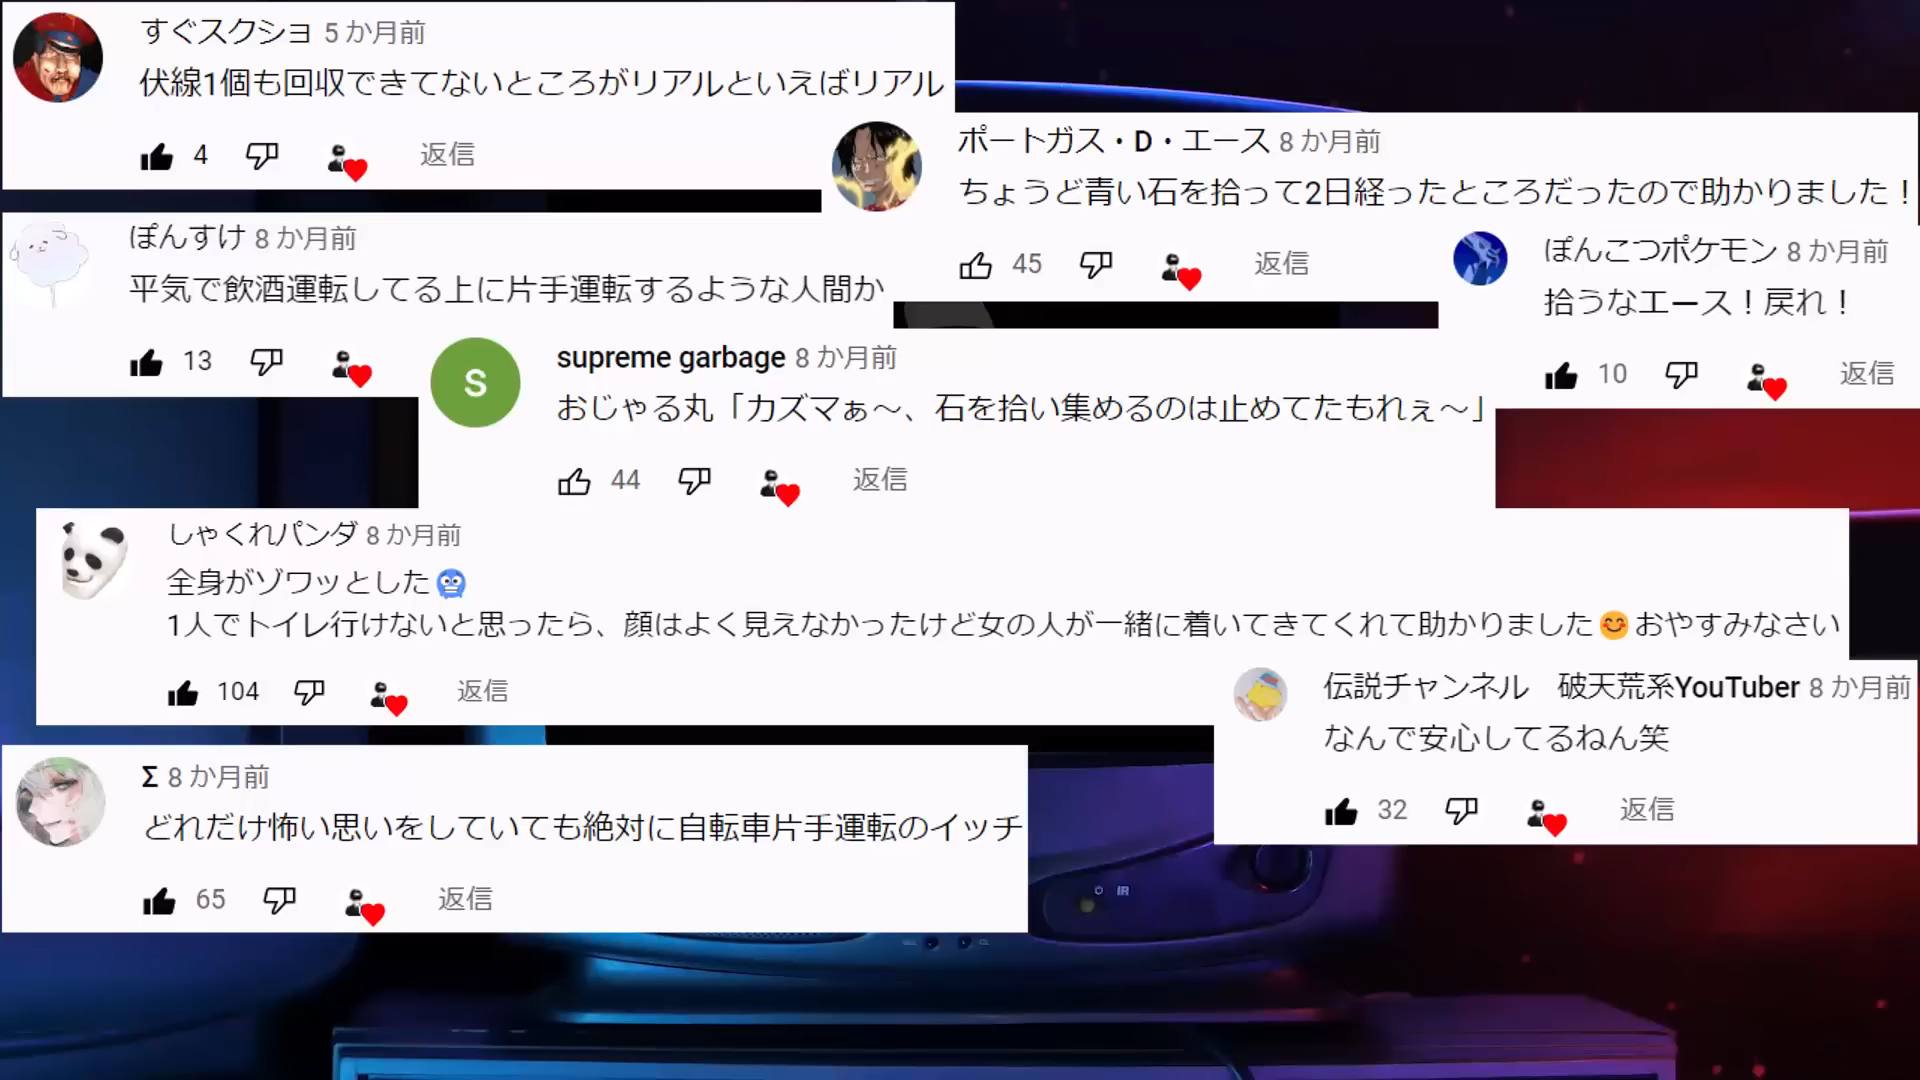 すぐスクショ 5 か月前
伏線1個も回収できてないところがリアルといえばリアル
4 返信
ポートガス・D・エース 8 か月前
ちょうど青い石を拾って2日経ったところだったので助かりました！
45 返信
ぽんすけ 8 か月前
平気で飲酒運転してる上に片手運転するような人間か
13
ぽんこつポケモン 8 か月前
拾うなエース！戻れ！
10 返信
supreme garbage 8 か月前
S
おじゃる丸「カズマぁ～、石を拾い集めるのは止めてたもれぇ～」
44 返信
しゃくれパンダ 8 か月前
全身がゾワッとした🥶
1人でトイレ行けないと思ったら、顔はよく見えなかったけど女の人が一緒に着いてきてくれて助かりました😊おやすみなさい
104 返信
伝説チャンネル　破天荒系YouTuber 8 か月前
なんで安心してるねん笑
32 返信
Σ 8 か月前
どれだけ怖い思いをしていても絶対に自転車片手運転のイッチ
65 返信
IR